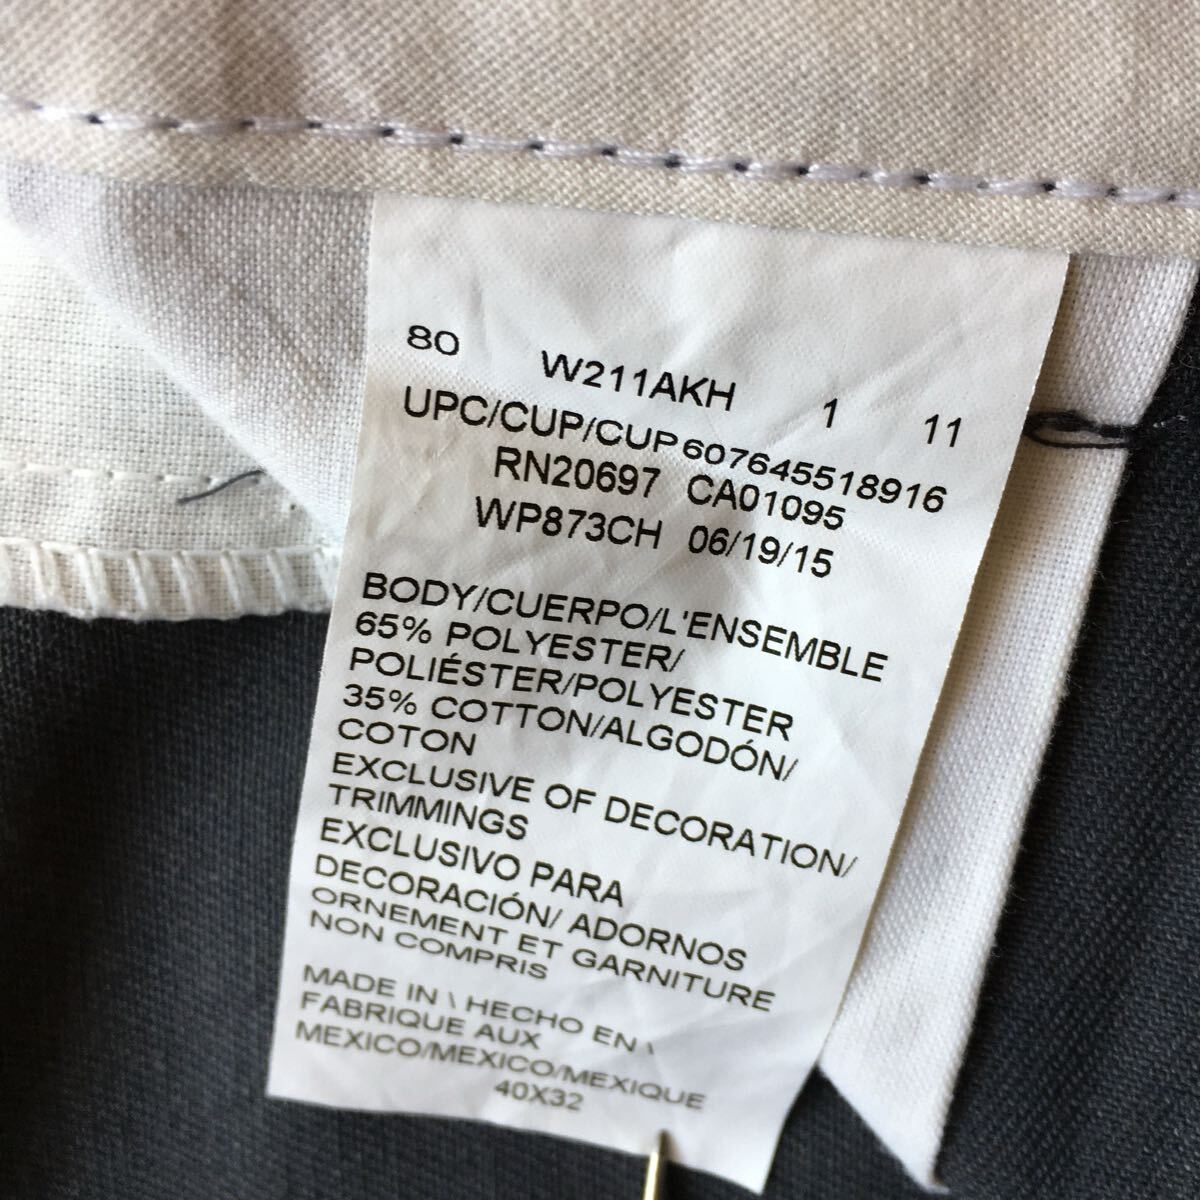 80 W211AKH 1 11
UPC/CUP/CUP 607645518916
RN20697 CA01095
WP873CH 06/19/15
BODY/CUERPO/L'ENSEMBLE
65% POLYESTER/
POLIÉSTER/POLYESTER
35% COTTON/ALGODÓN/
COTON
EXCLUSIVE OF DECORATION/
TRIMMINGS
EXCLUSIVO PARA
DECORACIÓN/ ADORNOS
ORNEMENT ET GARNITURE
NON COMPRIS
MADE IN \ HECHO EN \
FABRIQUE AUX
MEXICO/MEXICO/MEXIQUE
40X32